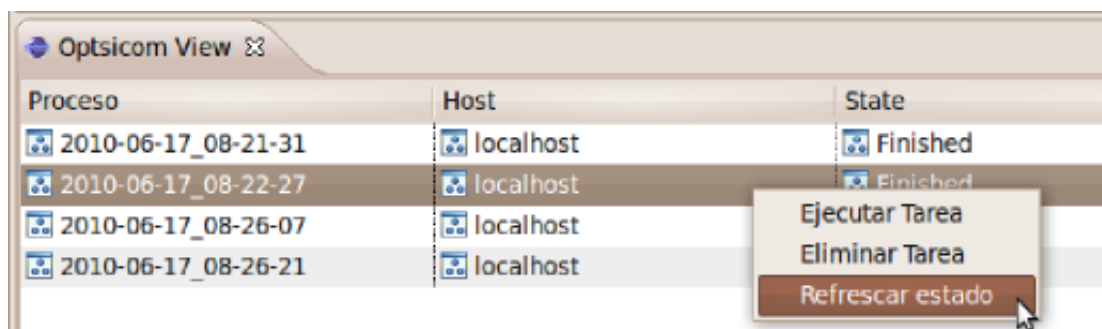 Optsicom View
Proceso Host State
2010-06-17_08-21-31 localhost Finished
2010-06-17_08-22-27 localhost Finished
2010-06-17_08-26-07 localhost
2010-06-17_08-26-21 localhost
Ejecutar Tarea
Eliminar Tarea
Refrescar estado